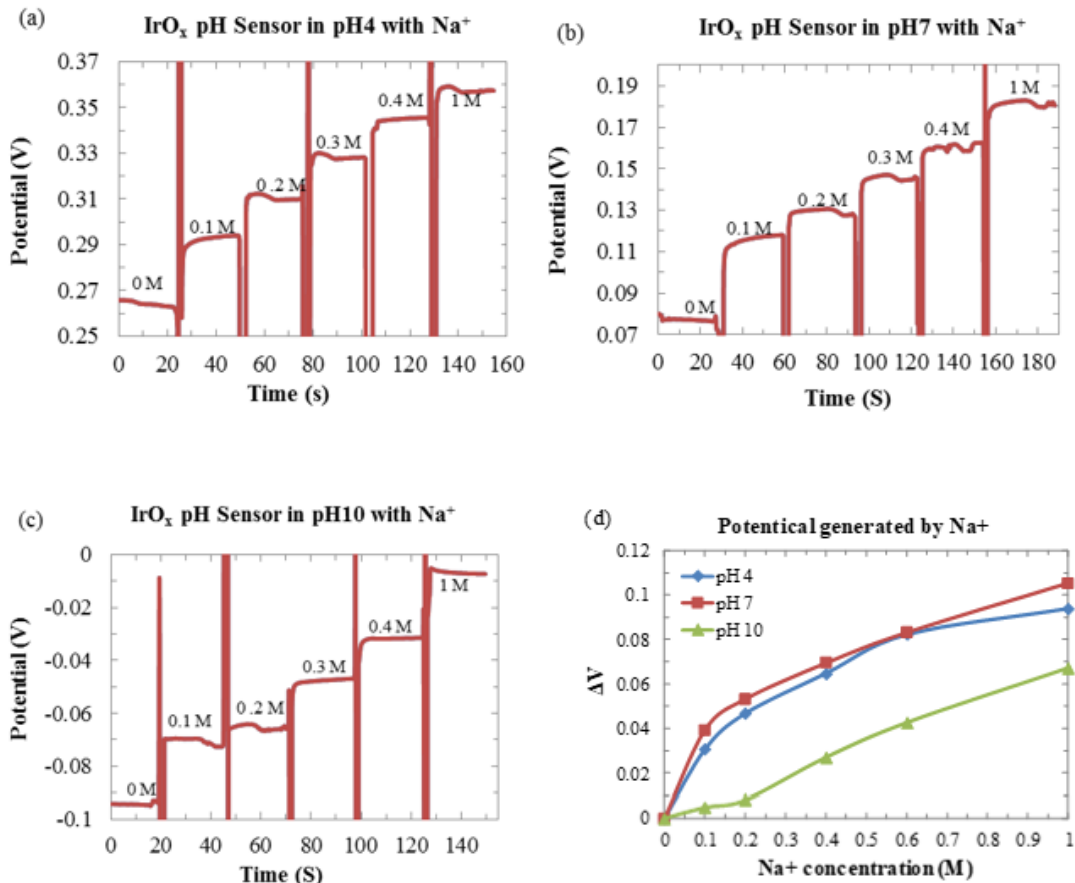 (a)
IrOx pH Sensor in pH4 with Na+
Potential (V)
0.37
0.35
0.33
0.31
0.29
0.27
0.25
0 M
0.1 M
0.2 M
0.3 M
0.4 M
1 M
0 20 40 60 80 100 120 140 160
Time (s)
(b)
IrOx pH Sensor in pH7 with Na+
Potential (V)
0.19
0.17
0.15
0.13
0.11
0.09
0.07
0 M
0.1 M
0.2 M
0.3 M
0.4 M
1 M
0 20 40 60 80 100 120 140 160 180
Time (S)
(c)
IrOx pH Sensor in pH10 with Na+
Potential (V)
0
-0.02
-0.04
-0.06
-0.08
-0.1
0 M
0.1 M
0.2 M
0.3 M
0.4 M
1 M
0 20 40 60 80 100 120 140
Time (S)
(d)
Potentical generated by Na+
ΔV
0.12
0.1
0.08
0.06
0.04
0.02
0
pH 4
pH 7
pH 10
0 0.1 0.2 0.3 0.4 0.5 0.6 0.7 0.8 0.9 1
Na+ concentration (M)